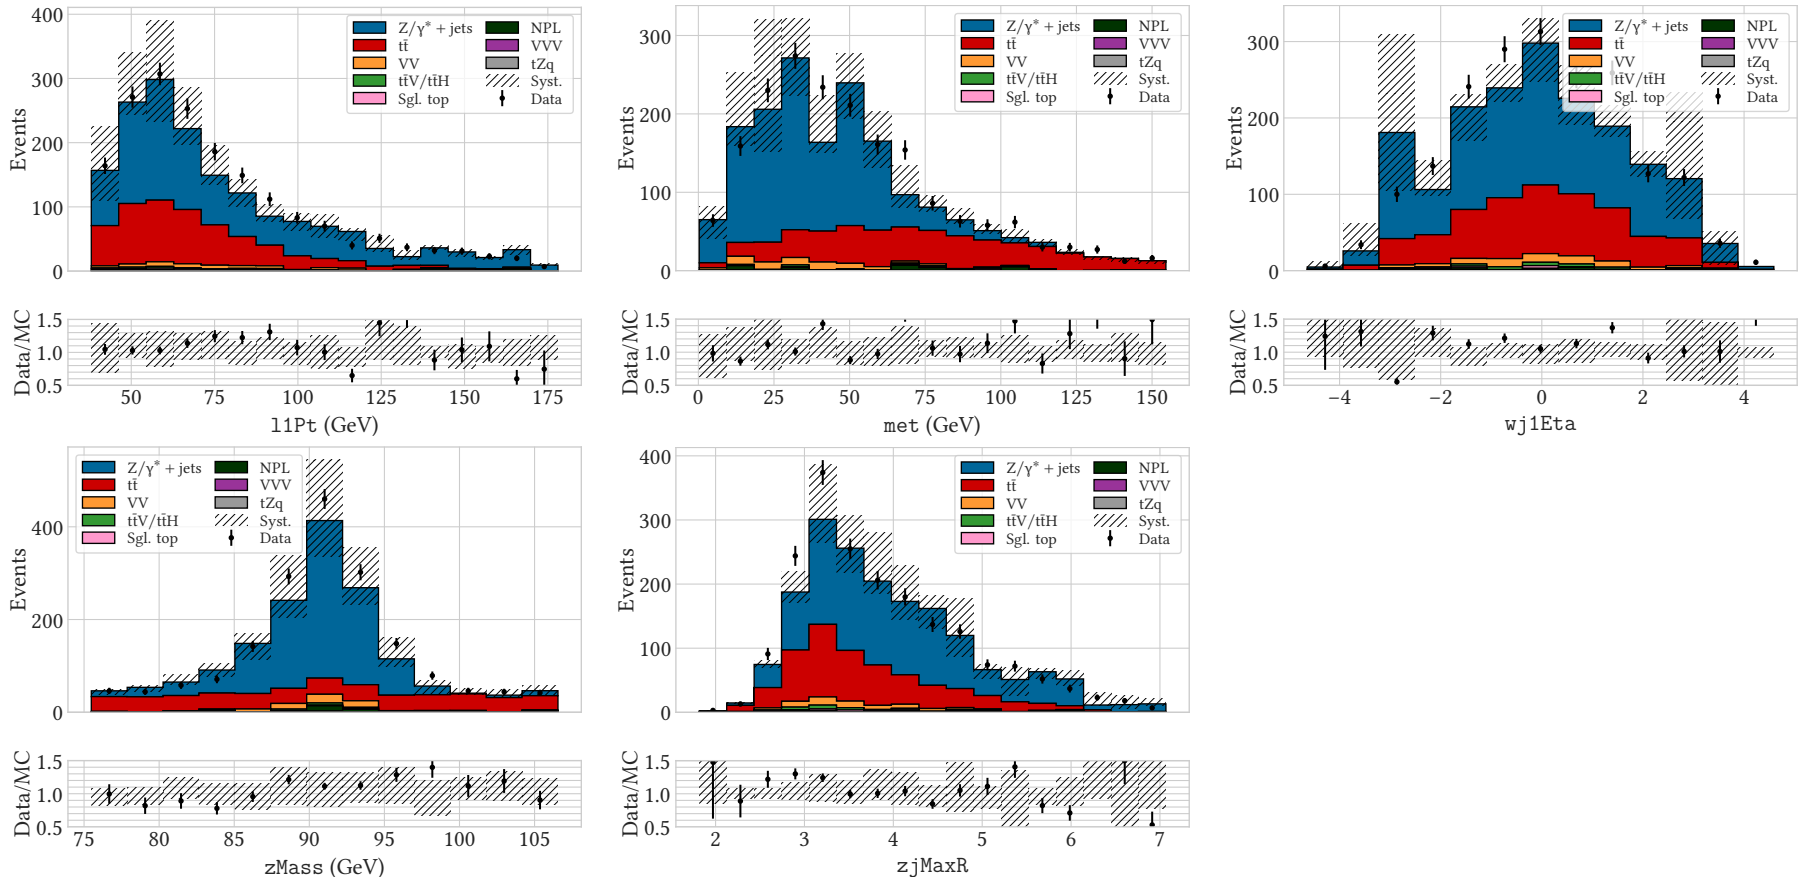 400
300
200
100
0
Events
Z/γ* + jets
tt̄
VV
tt̄V/tt̄H
Sgl. top
NPL
VVV
tZq
Syst.
Data
1.5
1.0
0.5
Data/MC
50
75
100
125
150
175
l1Pt (GeV)
300
200
100
0
Events
Z/γ* + jets
tt̄
VV
tt̄V/tt̄H
Sgl. top
NPL
VVV
tZq
Syst.
Data
1.5
1.0
0.5
Data/MC
0
25
50
75
100
125
150
met (GeV)
300
200
100
0
Events
Z/γ* + jets
tt̄
VV
tt̄V/tt̄H
Sgl. top
NPL
VVV
tZq
Syst.
Data
1.5
1.0
0.5
Data/MC
−4
−2
0
2
4
wj1Eta
400
200
0
Events
Z/γ* + jets
tt̄
VV
tt̄V/tt̄H
Sgl. top
NPL
VVV
tZq
Syst.
Data
1.5
1.0
0.5
Data/MC
75
80
85
90
95
100
105
zMass (GeV)
400
300
200
100
0
Events
Z/γ* + jets
tt̄
VV
tt̄V/tt̄H
Sgl. top
NPL
VVV
tZq
Syst.
Data
1.5
1.0
0.5
Data/MC
2
3
4
5
6
7
zjMaxR